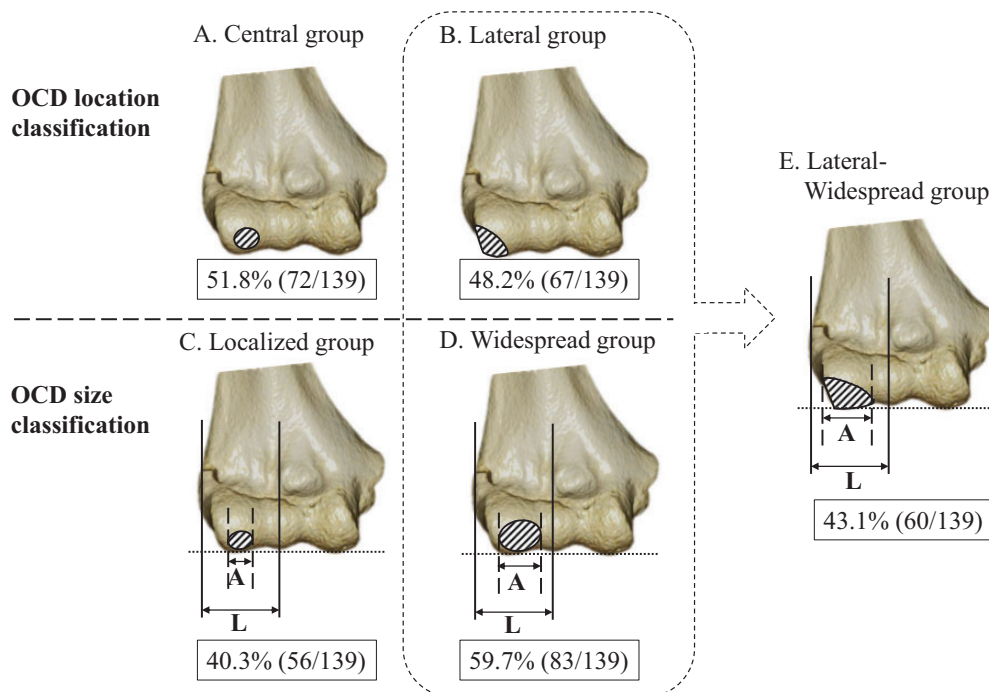 A. Central group
B. Lateral group
OCD location
classification
51.8% (72/139)
48.2% (67/139)
E. Lateral-
Widespread group
A
L
43.1% (60/139)
C. Localized group
D. Widespread group
OCD size
classification
A
L
40.3% (56/139)
A
L
59.7% (83/139)